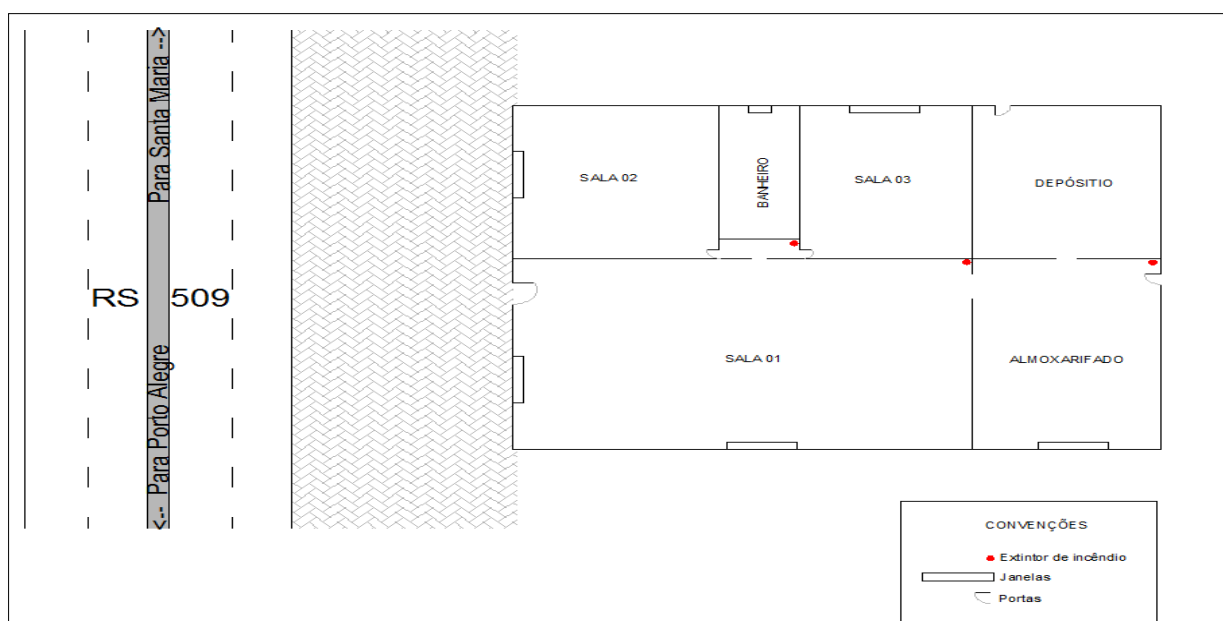 <-- Para Porto Alegre
Para Santa Maria -->
RS
509
SALA 02
BANHEIRO
SALA 03
DEPÓSITIO
SALA 01
ALMOXARIFADO
CONVENÇÕES
Extintor de incêndio
Janelas
Portas